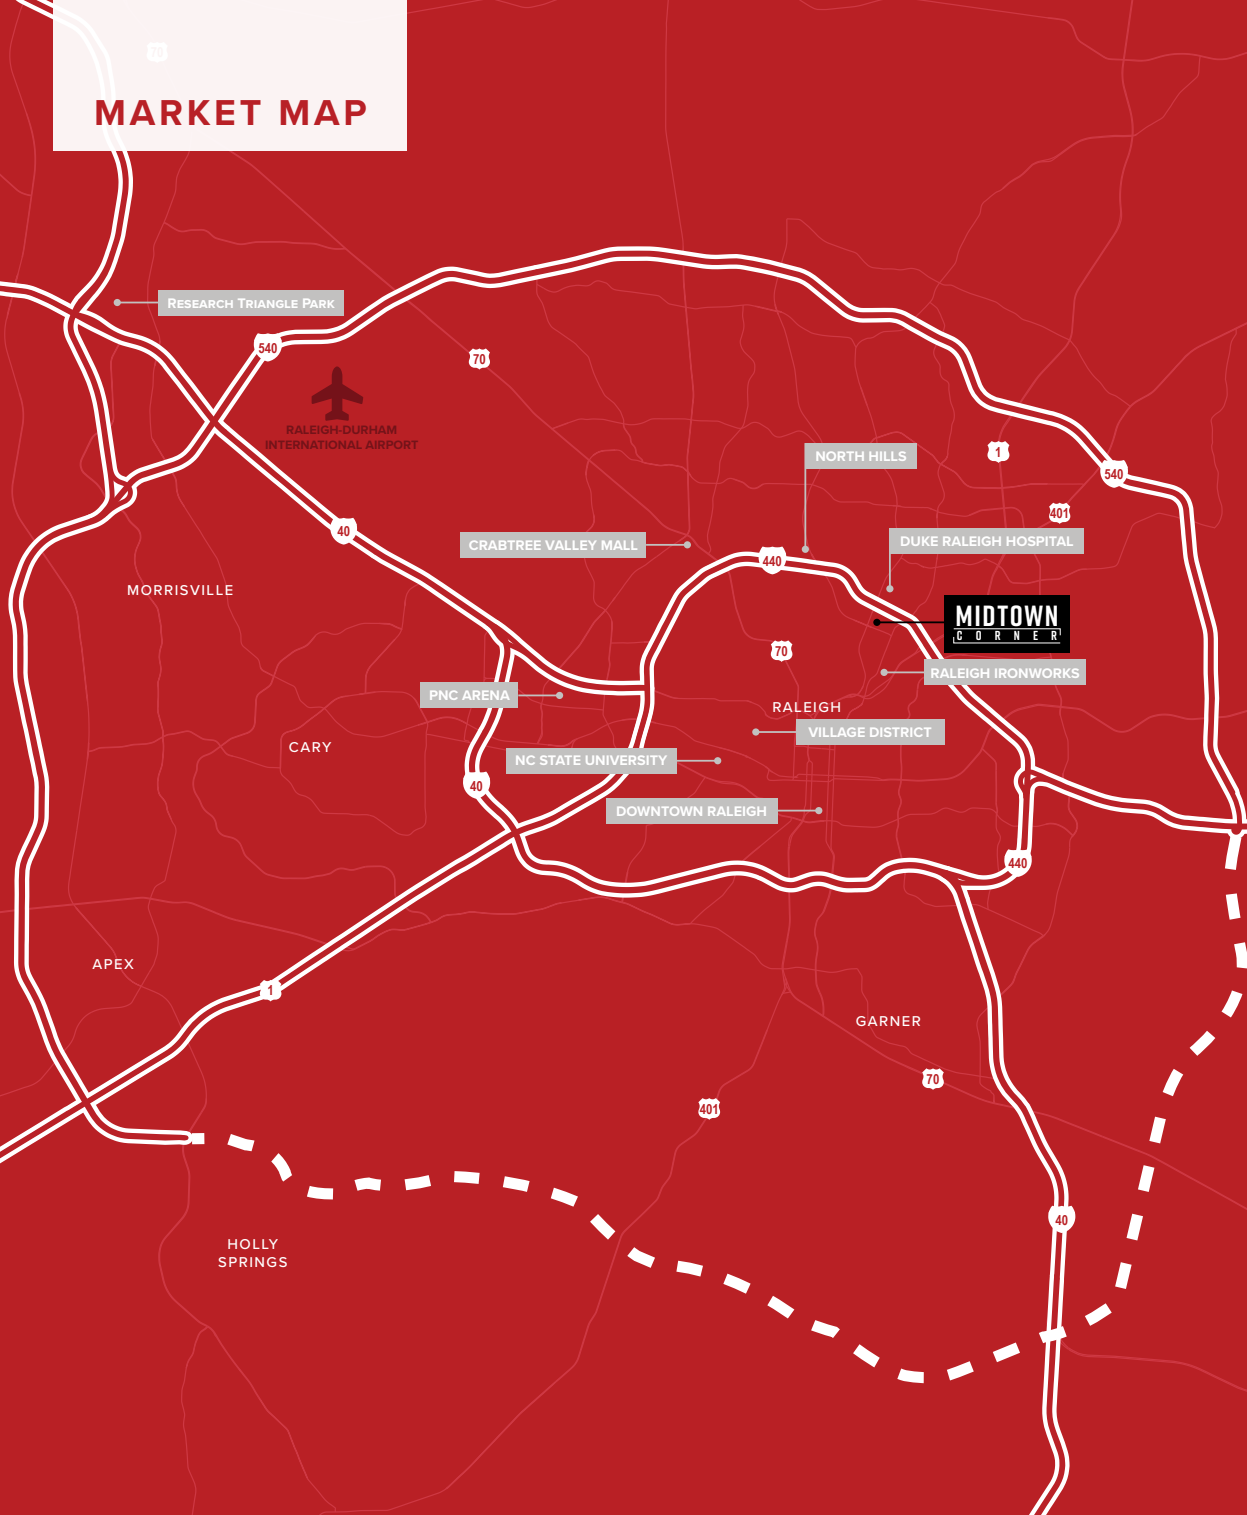 MARKET MAP
RESEARCH TRIANGLE PARK
540
70
RALEIGH-DURHAM
INTERNATIONAL AIRPORT
1
NORTH HILLS
540
401
40
CRABTREE VALLEY MALL
DUKE RALEIGH HOSPITAL
440
MORRISVILLE
MIDTOWN
CORNER
70
RALEIGH IRONWORKS
PNC ARENA
RALEIGH
VILLAGE DISTRICT
CARY
NC STATE UNIVERSITY
40
DOWNTOWN RALEIGH
440
APEX
1
GARNER
70
401
40
HOLLY
SPRINGS